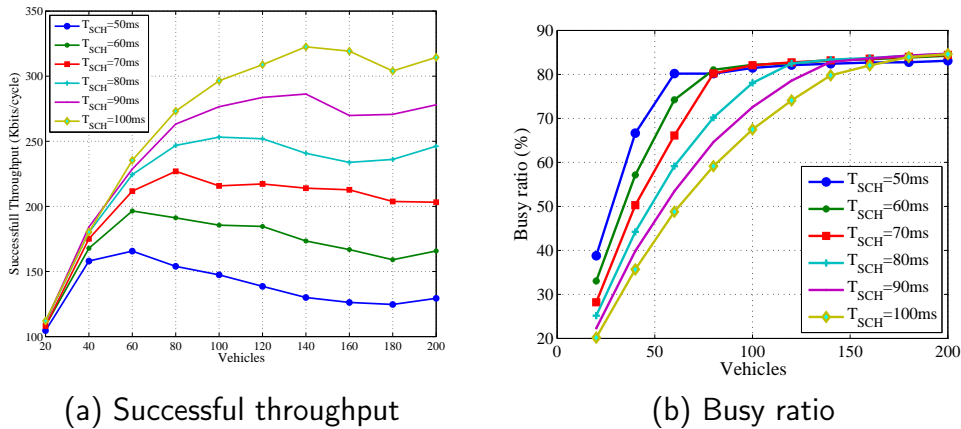 T_SCH=50ms
T_SCH=60ms
T_SCH=70ms
T_SCH=80ms
T_SCH=90ms
T_SCH=100ms
350
300
250
200
150
100
Successful Throughput (Kbits/cycle)
20 40 60 80 100 120 140 160 180 200
Vehicles
(a) Successful throughput
90
80
70
60
50
40
30
20
Busy ratio (%)
T_SCH=50ms
T_SCH=60ms
T_SCH=70ms
T_SCH=80ms
T_SCH=90ms
T_SCH=100ms
0 50 100 150 200
Vehicles
(b) Busy ratio